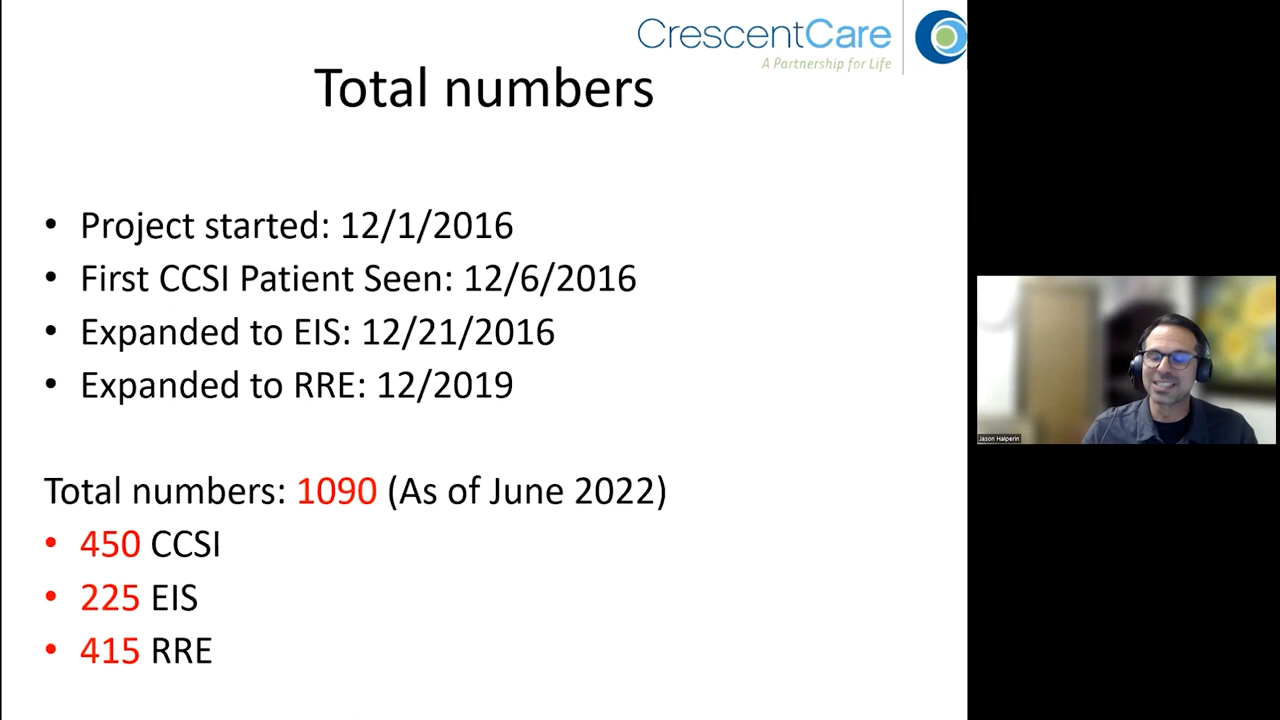 CrescentCare
A Partnership for Life
Total numbers
• Project started: 12/1/2016
• First CCSI Patient Seen: 12/6/2016
• Expanded to EIS: 12/21/2016
• Expanded to RRE: 12/2019
Total numbers: 1090 (As of June 2022)
• 450 CCSI
• 225 EIS
• 415 RRE
Jason Halperin